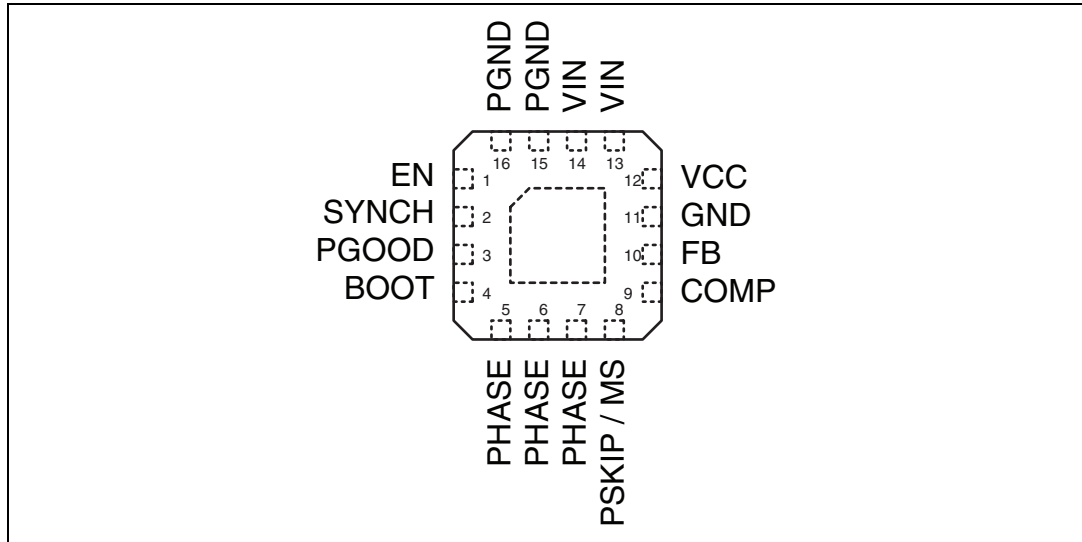 PGND
PGND
VIN
VIN
16
15
14
13
EN
1
12
VCC
SYNCH
2
11
GND
PGOOD
3
10
FB
BOOT
4
9
COMP
5
6
7
8
PHASE
PHASE
PHASE
PSKIP / MS